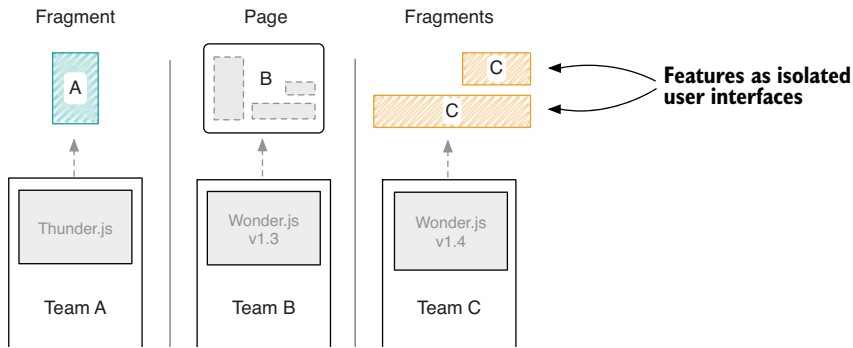 Fragment
Page
Fragments
A
B
C
C
Features as isolated
user interfaces
Thunder.js
Wonder.js
v1.3
Wonder.js
v1.4
Team A
Team B
Team C